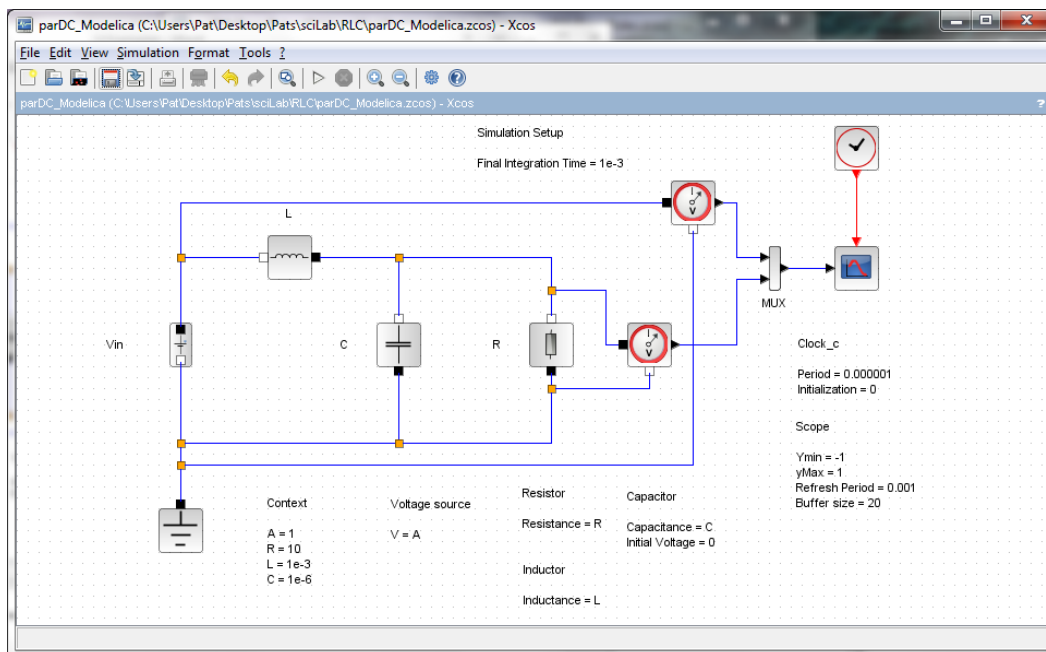 parDC_Modelica (C:\Users\Pat\Desktop\Pats\sciLab\RLC\parDC_Modelica.zcos) - Xcos
File Edit View Simulation Format Tools ?
parDC_Modelica (C:\Users\Pat\Desktop\Pats\sciLab\RLC\parDC_Modelica.zcos) - Xcos
?
Simulation Setup
Final Integration Time = 1e-3
L
I
V
MUX
Vin
C
R
I
V
Clock_c
Period = 0.000001
Initialization = 0
Scope
Ymin = -1
yMax = 1
Refresh Period = 0.001
Buffer size = 20
Context
A = 1
R = 10
L = 1e-3
C = 1e-6
Voltage source
V = A
Resistor
Resistance = R
Inductor
Inductance = L
Capacitor
Capacitance = C
Initial Voltage = 0